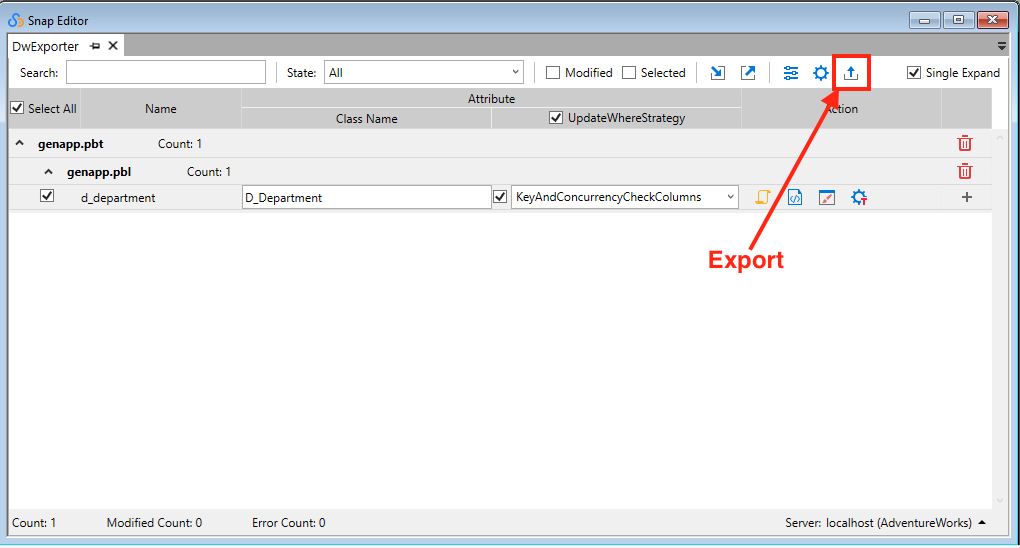 Snap Editor
DwExporter
Search: State: All Modified Selected Single Expand
Select All Name Attribute Action
Class Name UpdateWhereStrategy
genapp.pbt Count: 1
genapp.pbl Count: 1
d_department D_Department KeyAndConcurrencyCheckColumns
Export
Count: 1 Modified Count: 0 Error Count: 0 Server: localhost (AdventureWorks)